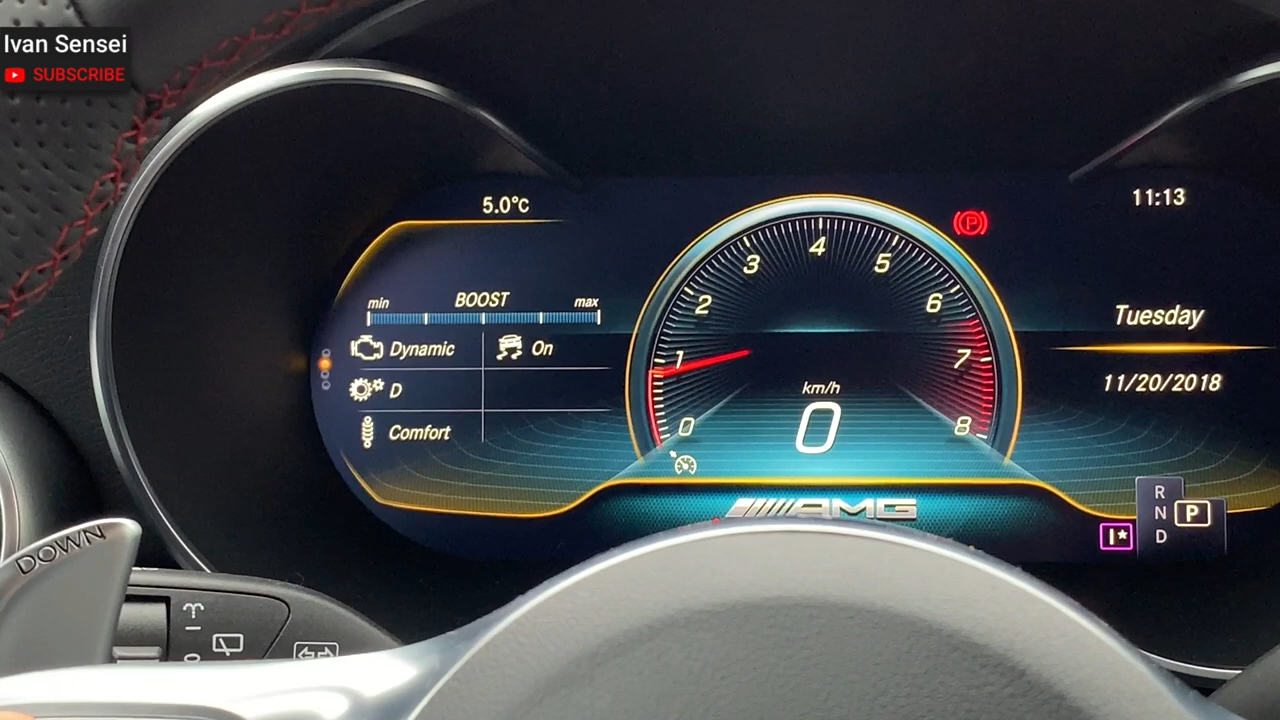 Ivan Sensei
SUBSCRIBE
5.0°C
11:13
min BOOST max
Dynamic
On
D
Comfort
0
1
2
3
4
5
6
7
8
km/h
0
P
Tuesday
11/20/2018
AMG
R
N
D
P
I*
DOWN